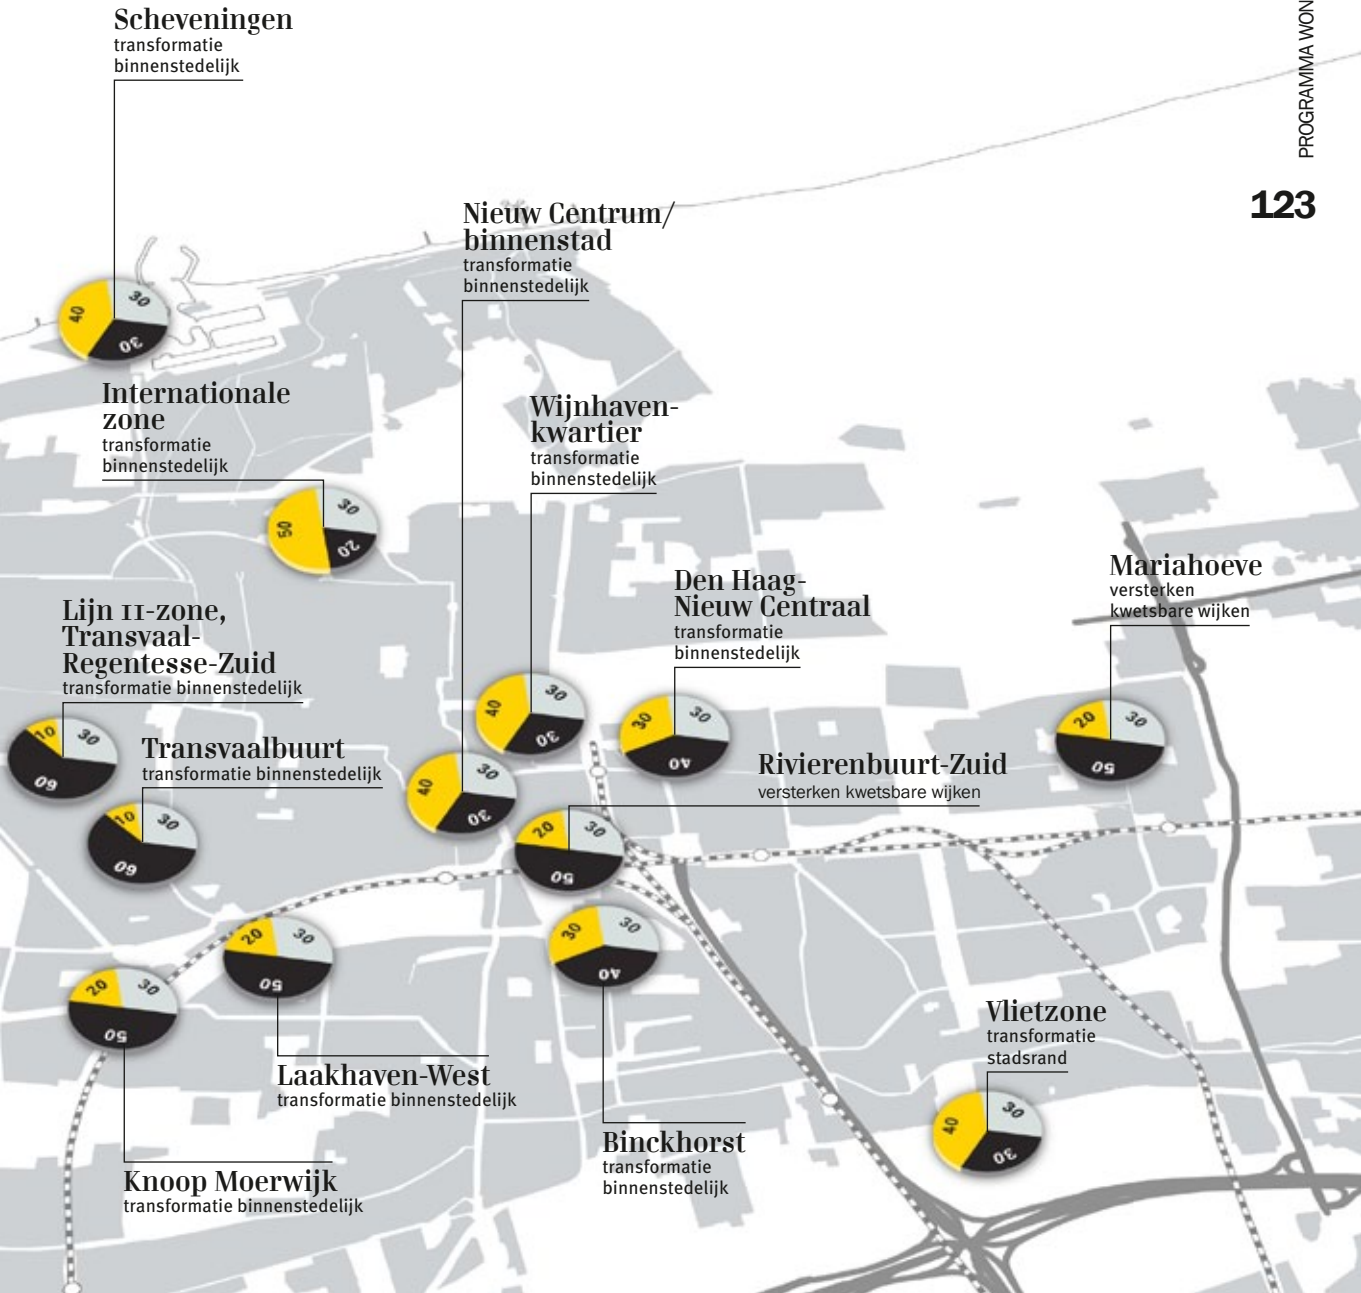 PROGRAMMA WON
123
Scheveningen
transformatie
binnenstedelijk
40
30
30
Nieuw Centrum/
binnenstad
transformatie
binnenstedelijk
Internationale
zone
transformatie
binnenstedelijk
50
30
20
Wijnhaven-
kwartier
transformatie
binnenstedelijk
Den Haag-
Nieuw Centraal
transformatie
binnenstedelijk
Mariahoeve
versterken
kwetsbare wijken
Lijn 11-zone,
Transvaal-
Regentesse-Zuid
transformatie binnenstedelijk
10
30
60
40
30
30
30
30
40
20
30
50
Transvaalbuurt
transformatie binnenstedelijk
10
30
60
40
30
30
Rivierenbuurt-Zuid
versterken kwetsbare wijken
20
30
50
20
30
50
30
30
40
20
30
50
Laakhaven-West
transformatie binnenstedelijk
Vlietzone
transformatie
stadsrand
40
30
30
Binckhorst
transformatie
binnenstedelijk
Knoop Moerwijk
transformatie binnenstedelijk